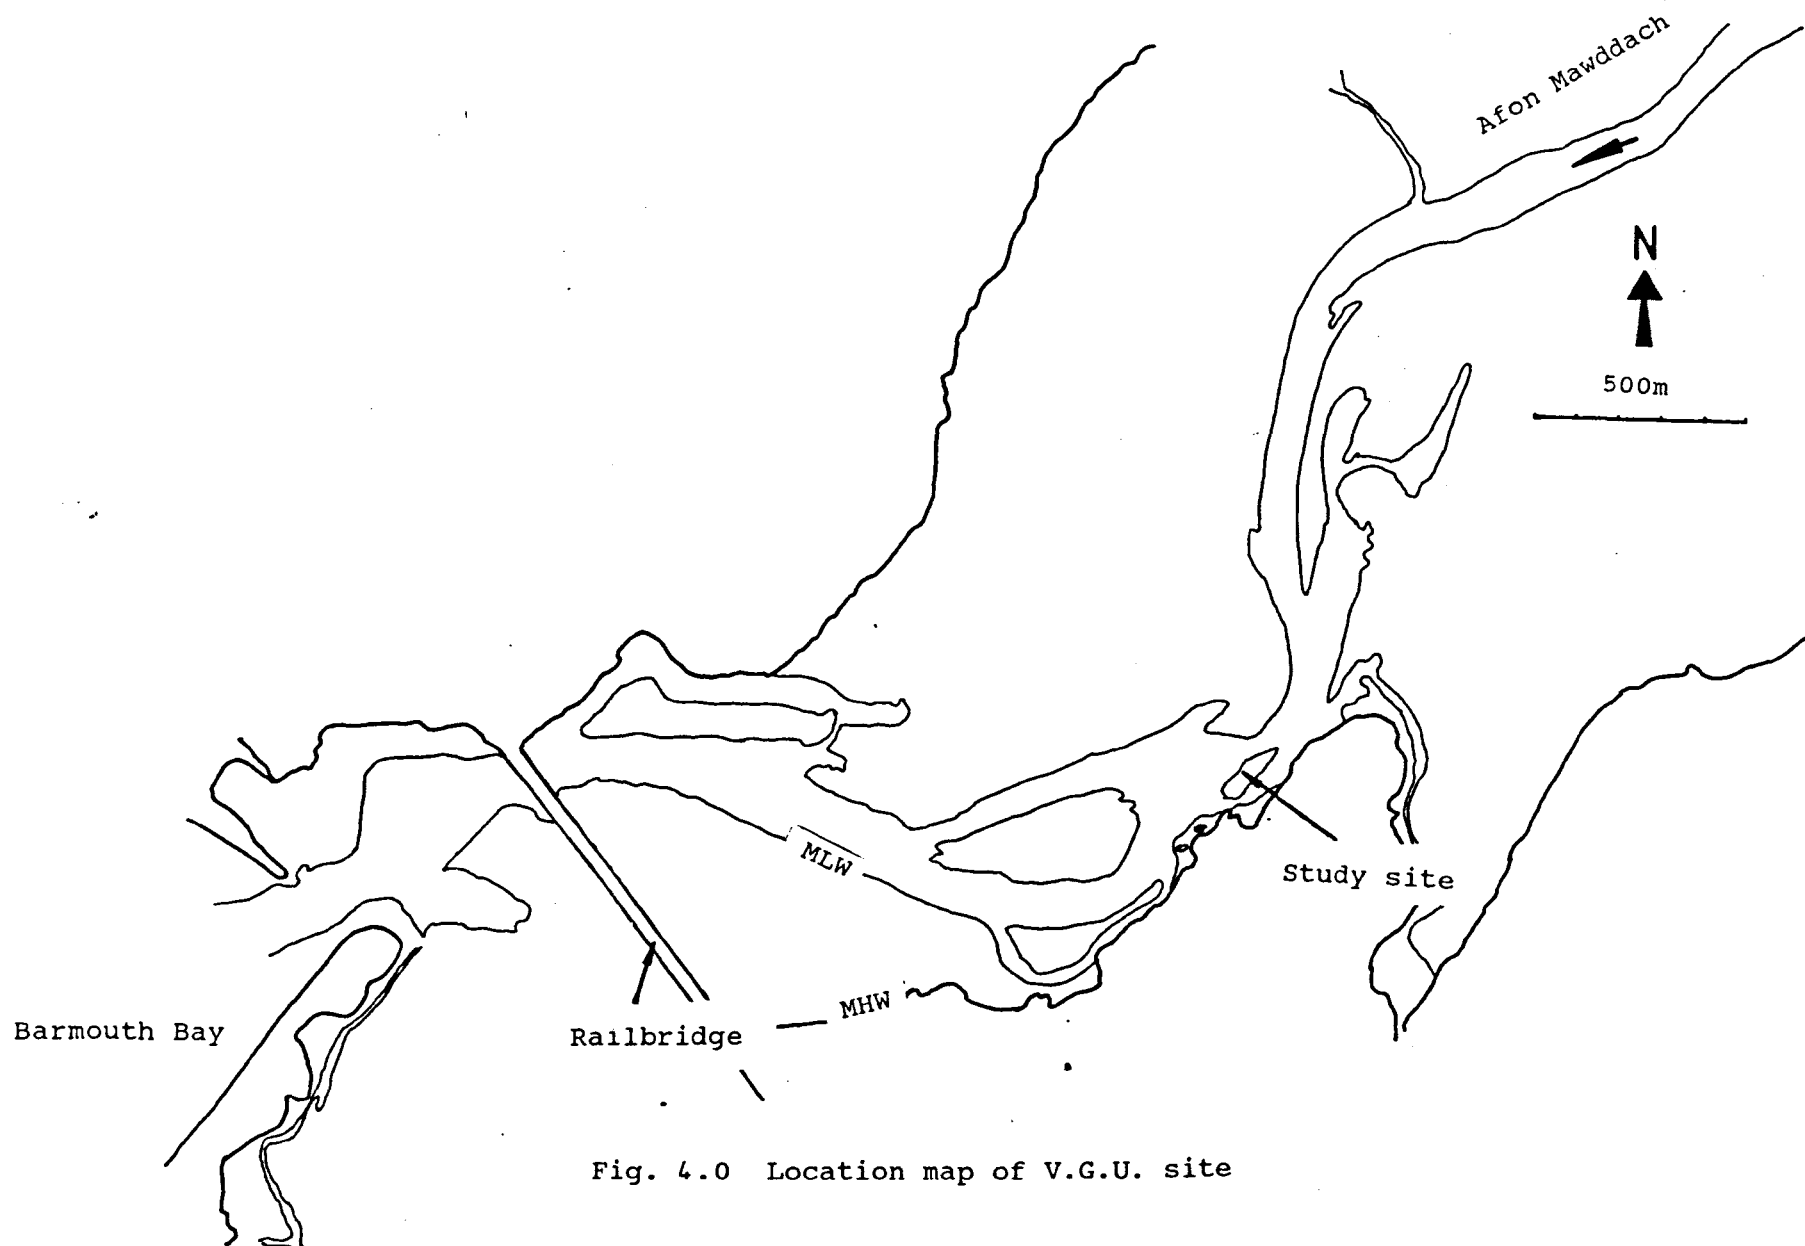 Afon Mawddach
N
500m
MLW
Study site
MHW
Barmouth Bay
Railbridge
Fig. 4.0 Location map of V.G.U. site